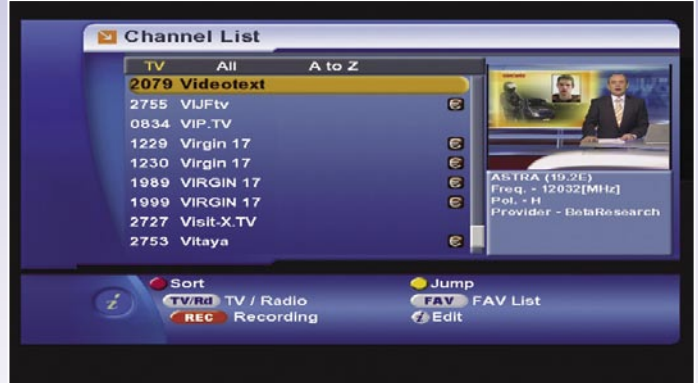 Channel List
TV All A to Z
2079 Videotext
2755 VIJFtv
0834 VIP.TV
1229 Virgin 17
1230 Virgin 17
1989 VIRGIN 17
1999 VIRGIN 17
2727 Visit-X.TV
2753 Vitaya
ASTRA (19.2E)
Freq. - 12032[MHz]
Pol. - H
Provider - BetaResearch
Sort Jump
TV/Rd TV / Radio FAV FAV List
REC Recording i Edit
i